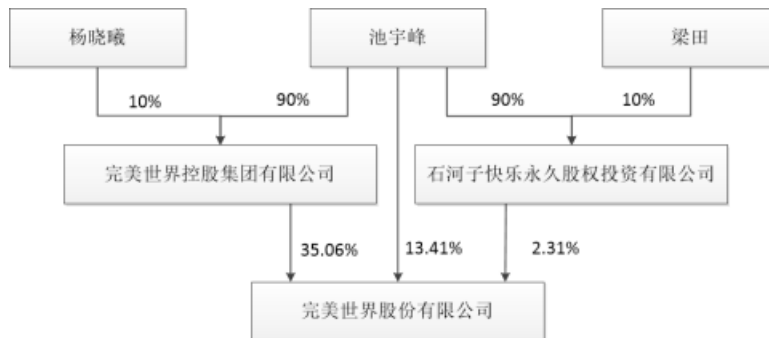 杨晓曦
池宇峰
梁田
10%
90%
90%
10%
完美世界控股集团有限公司
石河子快乐永久股权投资有限公司
35.06%
13.41%
2.31%
完美世界股份有限公司